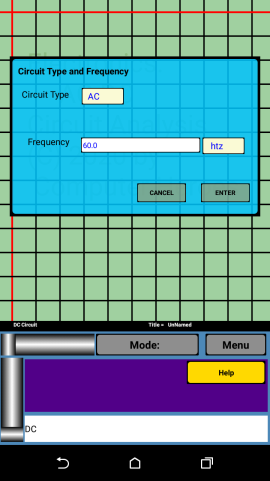 Circuit Type and Frequency
Circuit Type AC
Frequency 60.0 htz
CANCEL ENTER
DC Circuit Title = UnNamed
Mode: Menu
Help
DC